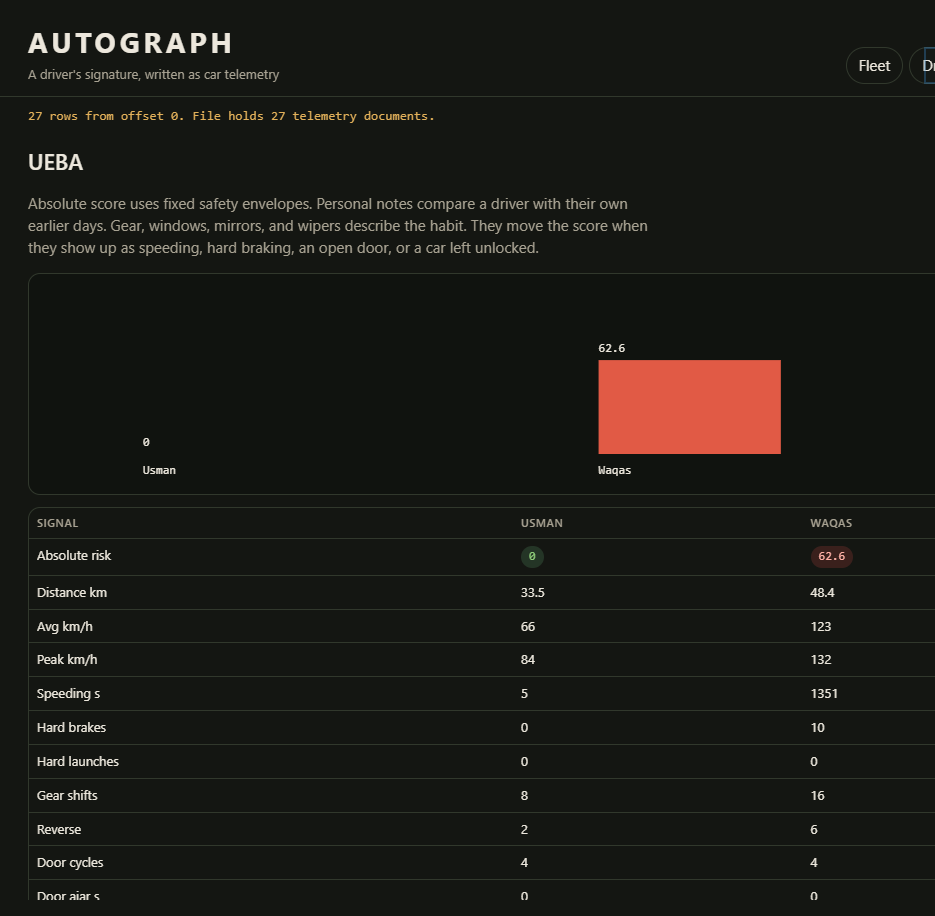 AUTOGRAPH
A driver's signature, written as car telemetry
Fleet
27 rows from offset 0. File holds 27 telemetry documents.
UEBA
Absolute score uses fixed safety envelopes. Personal notes compare a driver with their own
earlier days. Gear, windows, mirrors, and wipers describe the habit. They move the score when
they show up as speeding, hard braking, an open door, or a car left unlocked.
62.6
0
Usman
Waqas
SIGNAL USMAN WAQAS
Absolute risk 0 62.6
Distance km 33.5 48.4
Avg km/h 66 123
Peak km/h 84 132
Speeding s 5 1351
Hard brakes 0 10
Hard launches 0 0
Gear shifts 8 16
Reverse 2 6
Door cycles 4 4
Door ajar s 0 0